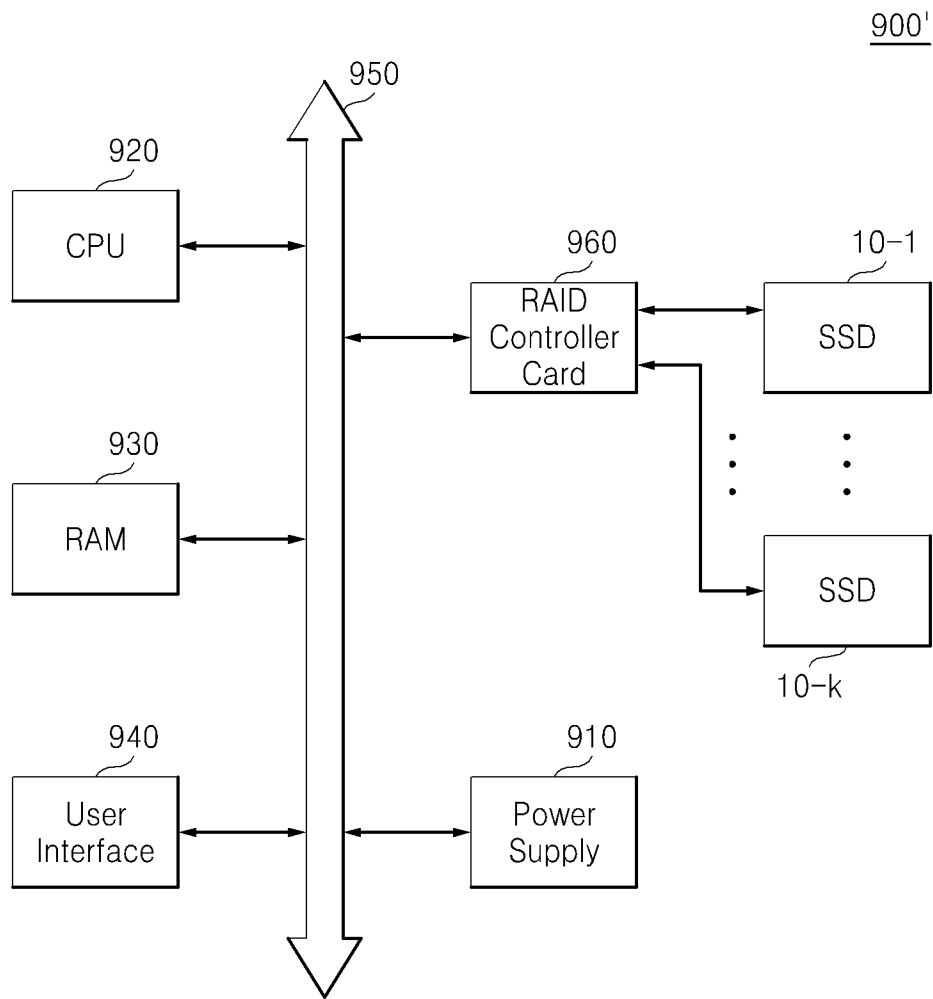 900'
950
920
CPU
960
RAID
Controller
Card
10-1
SSD
930
RAM
SSD
10-k
940
User
Interface
910
Power
Supply